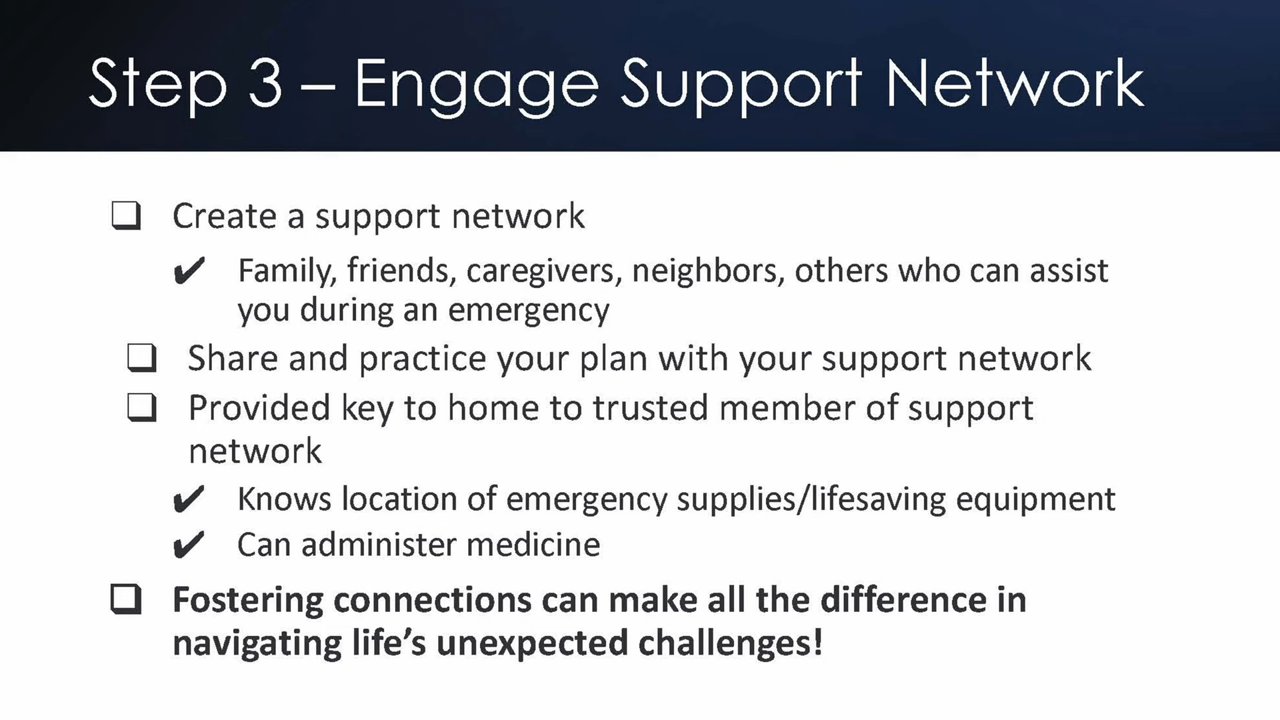 Step 3 – Engage Support Network
❑ Create a support network
✔ Family, friends, caregivers, neighbors, others who can assist
you during an emergency
❑ Share and practice your plan with your support network
❑ Provided key to home to trusted member of support
network
✔ Knows location of emergency supplies/lifesaving equipment
✔ Can administer medicine
❑ Fostering connections can make all the difference in
navigating life’s unexpected challenges!